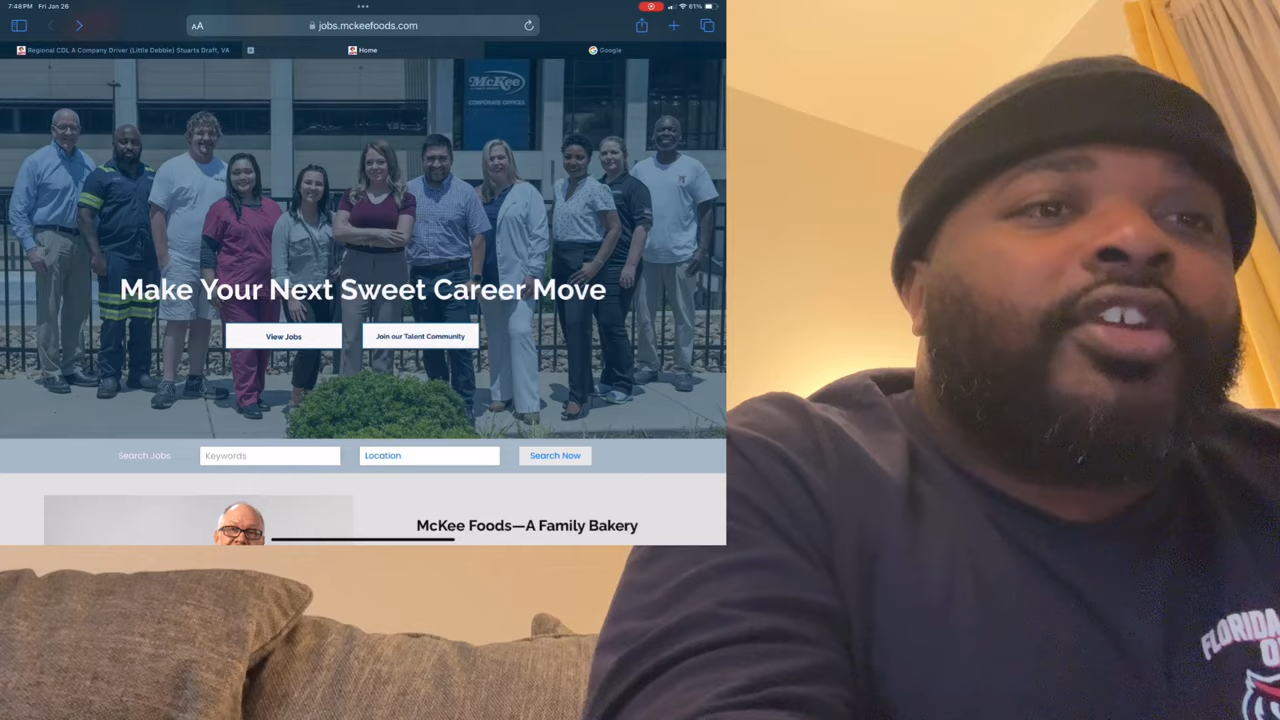 7:48 PM Fri Jan 26
61%
AA
jobs.mckeefoods.com
Regional CDL A Company Driver (Little Debbie) Stuarts Draft, VA
Home
Google
McKee
CORPORATE OFFICES
Make Your Next Sweet Career Move
View Jobs
Join our Talent Community
Search Jobs
Keywords
Location
Search Now
McKee Foods—A Family Bakery
FLORIDA